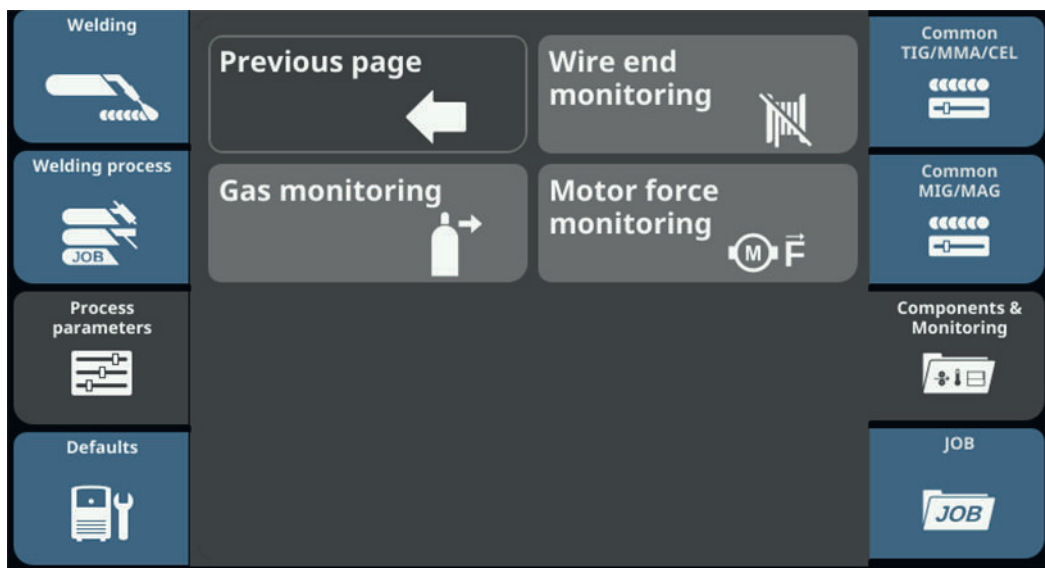 Welding
Welding process
JOB
Process
parameters
Defaults
Previous page
Wire end
monitoring
Gas monitoring
Motor force
monitoring
M F
Common
TIG/MMA/CEL
Common
MIG/MAG
Components &
Monitoring
JOB
JOB